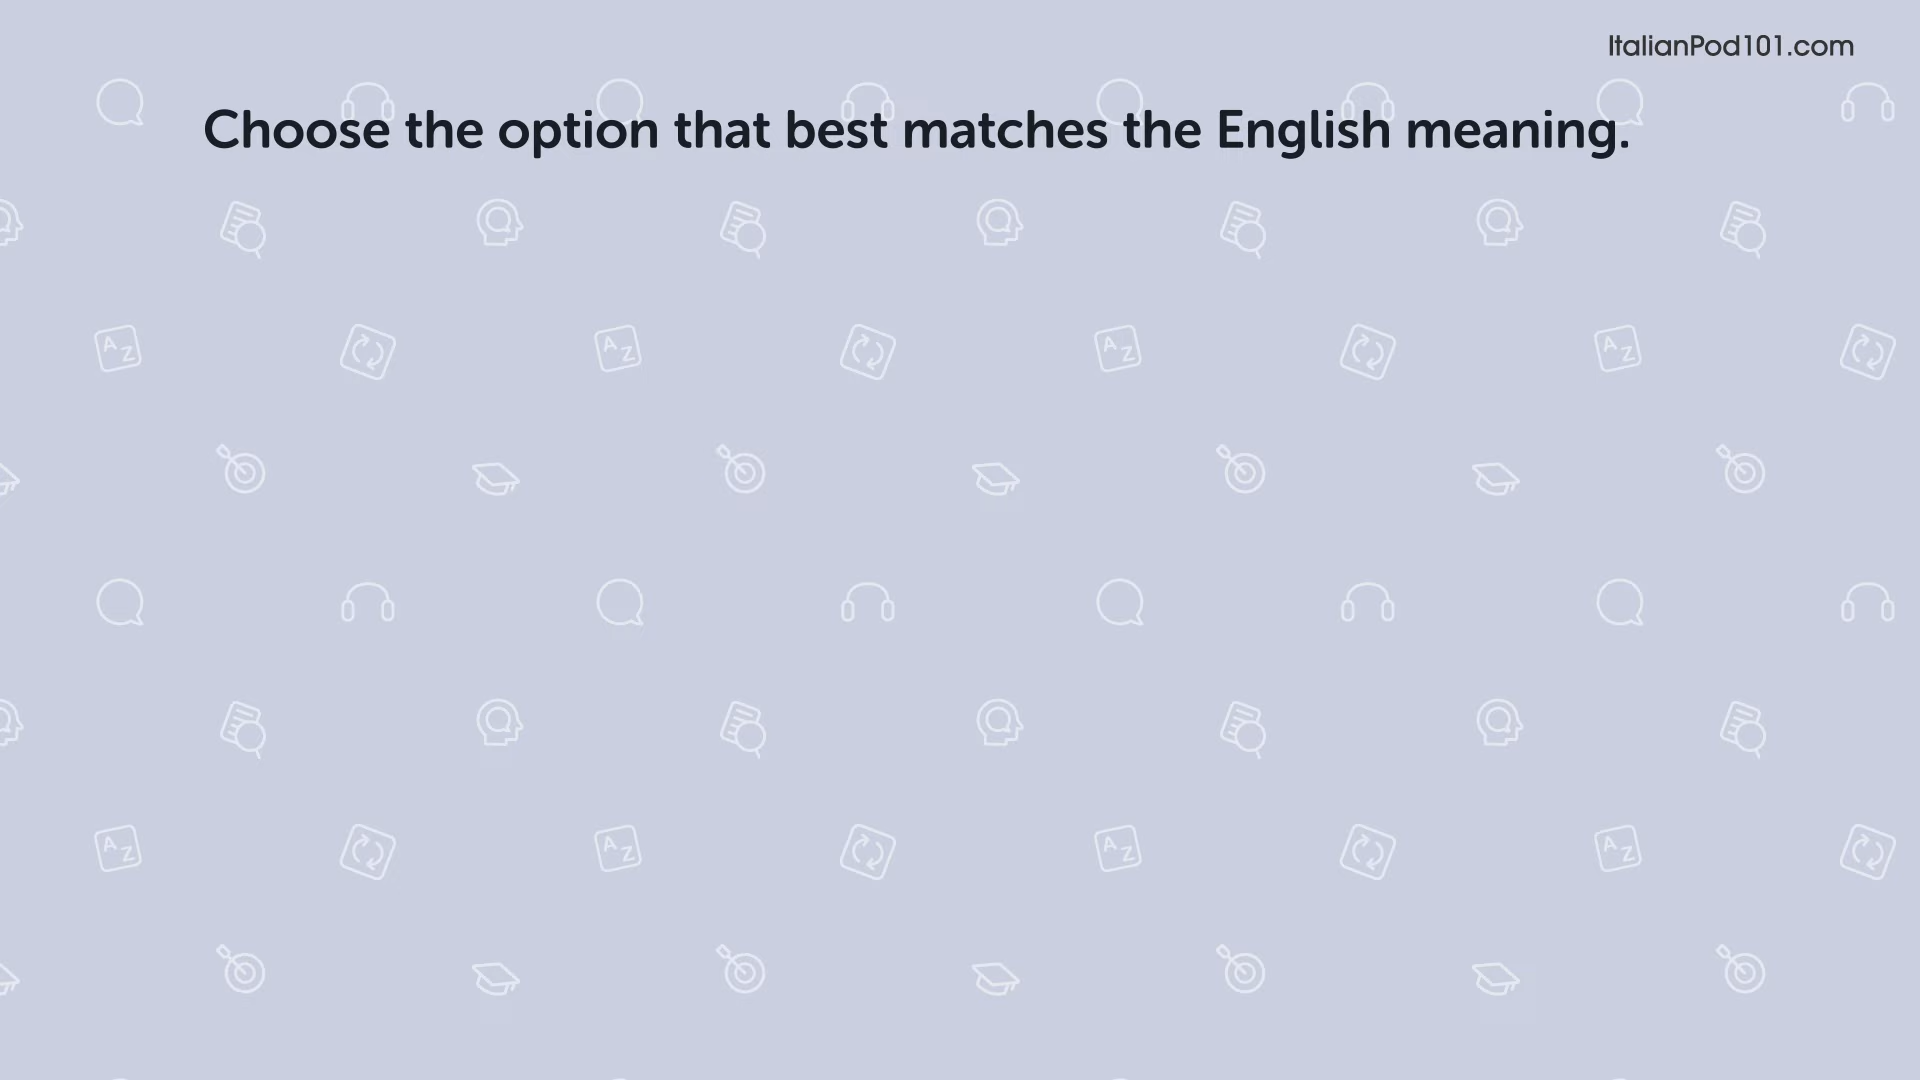 ItalianPod101.com
Choose the option that best matches the English meaning.